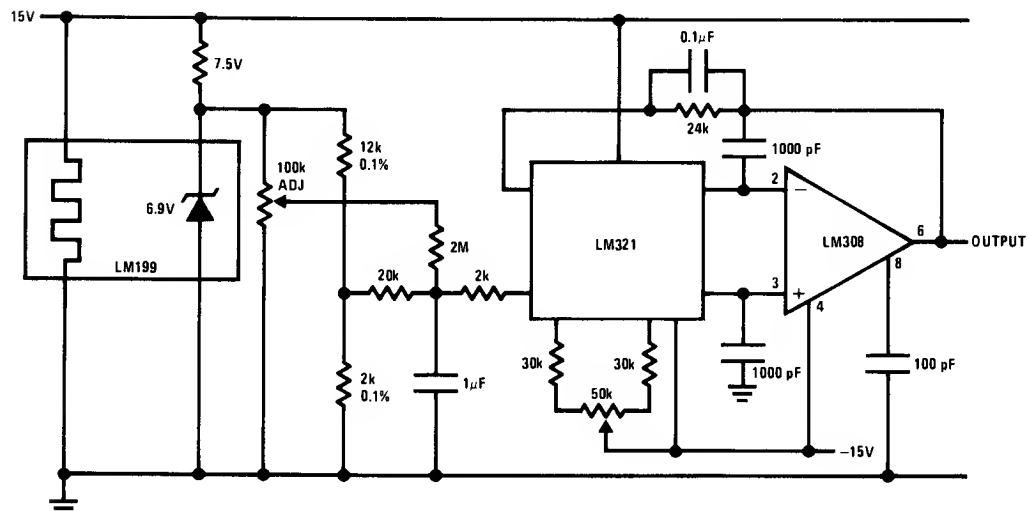 15V
7.5V
12k
0.1%
100k
ADJ
6.9V
LM199
2M
20k
2k
2k
0.1%
1μF
0.1μF
24k
1000 pF
2
−
LM321
LM308
6
OUTPUT
8
3
+
4
30k
30k
50k
1000 pF
100 pF
−15V